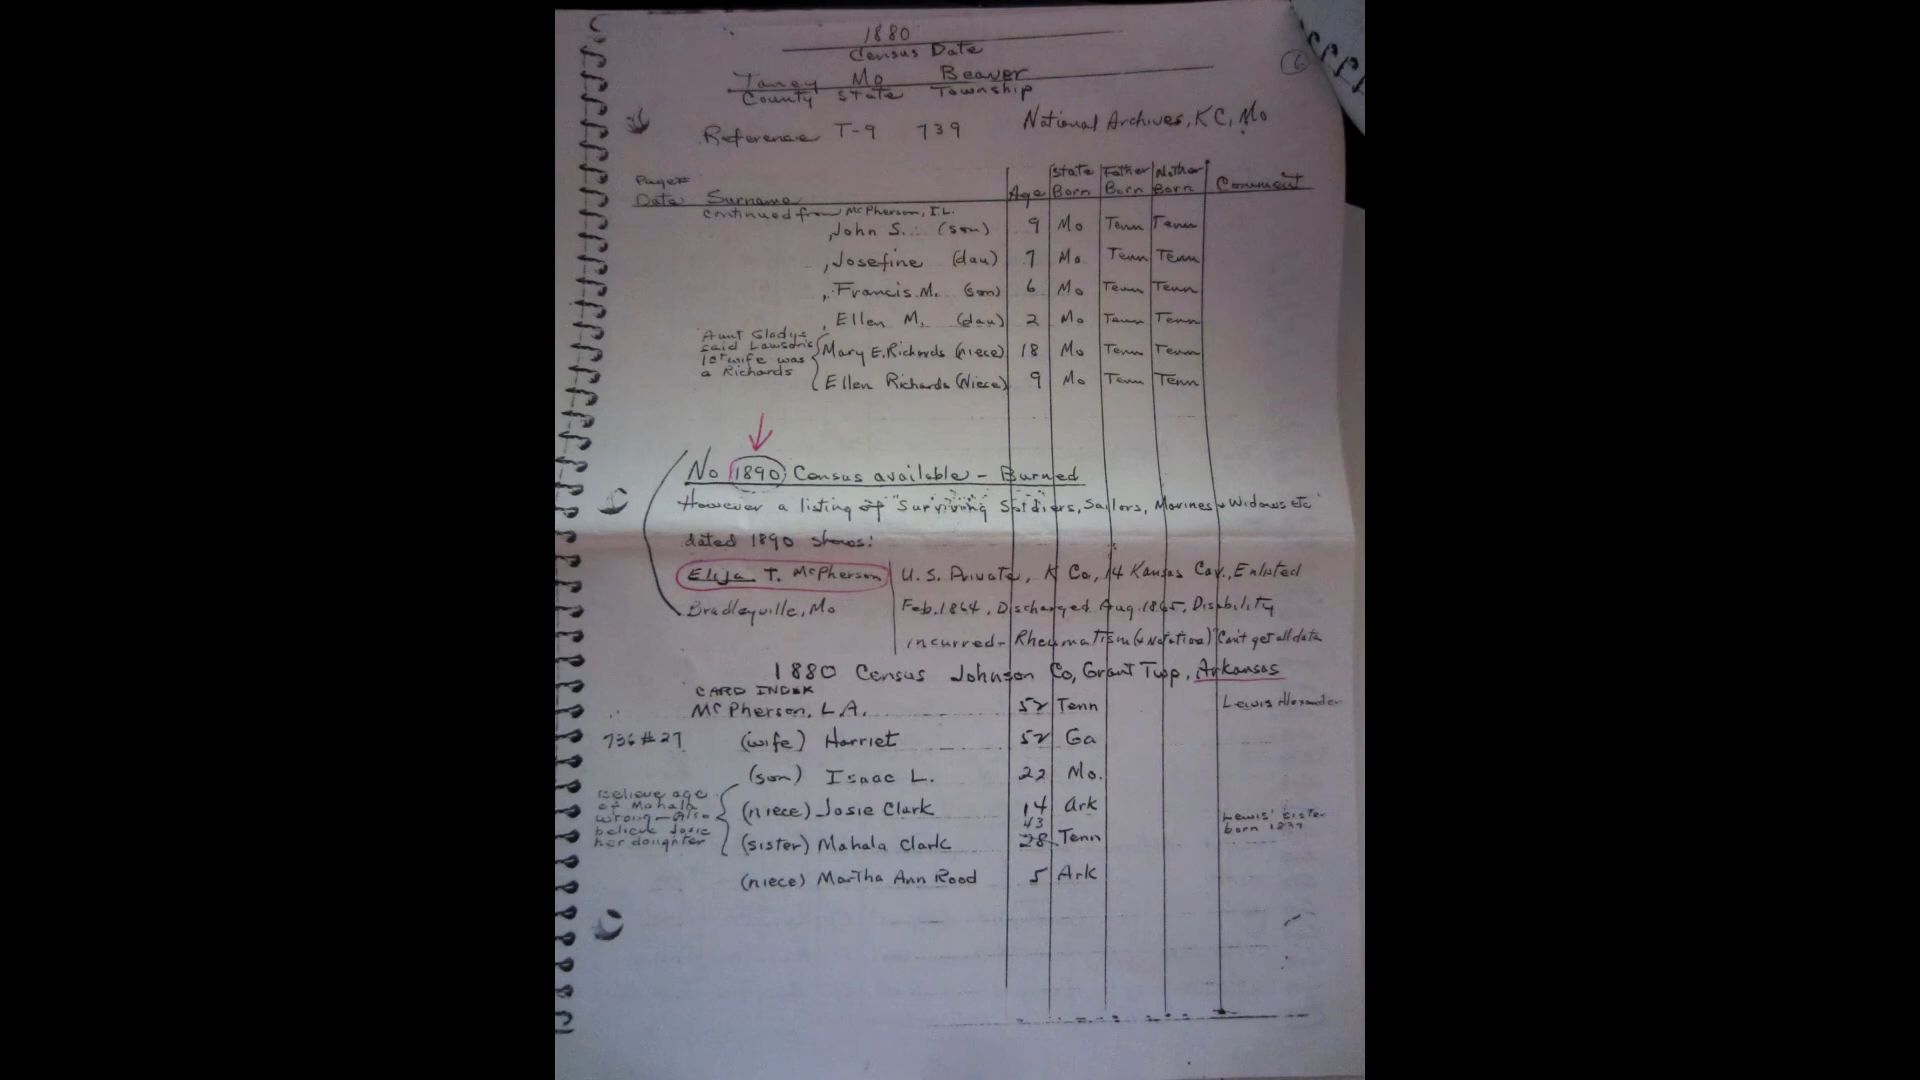 1880
Census Date
6
Taney Mo Beaver
County State Township
Reference T-9 739 National Archives, KC, Mo
Page#
Date Surname Age State Born Father Born Mother Born Comment
continued from McPherson, I.L.
, John S. (son) 9 Mo Tenn Tenn
, Josefine (dau) 7 Mo Tenn Tenn
, Francis M. (son) 6 Mo Tenn Tenn
, Ellen M. (dau) 2 Mo Tenn Tenn
Aunt Gladys
said Lawson's
1st wife was
a Richards
Mary E. Richards (niece) 18 Mo Tenn Tenn
Ellen Richards (Niece) 9 Mo Tenn Tenn
No 1890 Census available - Burned
However a listing of "Surviving Soldiers, Sailors, Marines & Widows etc"
dated 1890 shows:
Elija T. McPherson U.S. Private, K Co, 14 Kansas Cav., Enlisted
Bradleyville, Mo Feb. 1864, Discharged Aug. 1865, Disability
incurred - Rheumatism Can't get all data
1880 Census Johnson Co, Grant Twp, Arkansas
CARD INDEX
McPherson, L.A. 52 Tenn Lewis Alexander
736 #27 (wife) Harriet 52 Ga
(son) Isaac L. 22 Mo.
Believe age
of Mahala
wrong - Also
believe Josie
her daughter
(niece) Josie Clark 14 Ark
43
(sister) Mahala Clark 28 Tenn
Lewis' sister
born
(niece) Martha Ann Rood 5 Ark